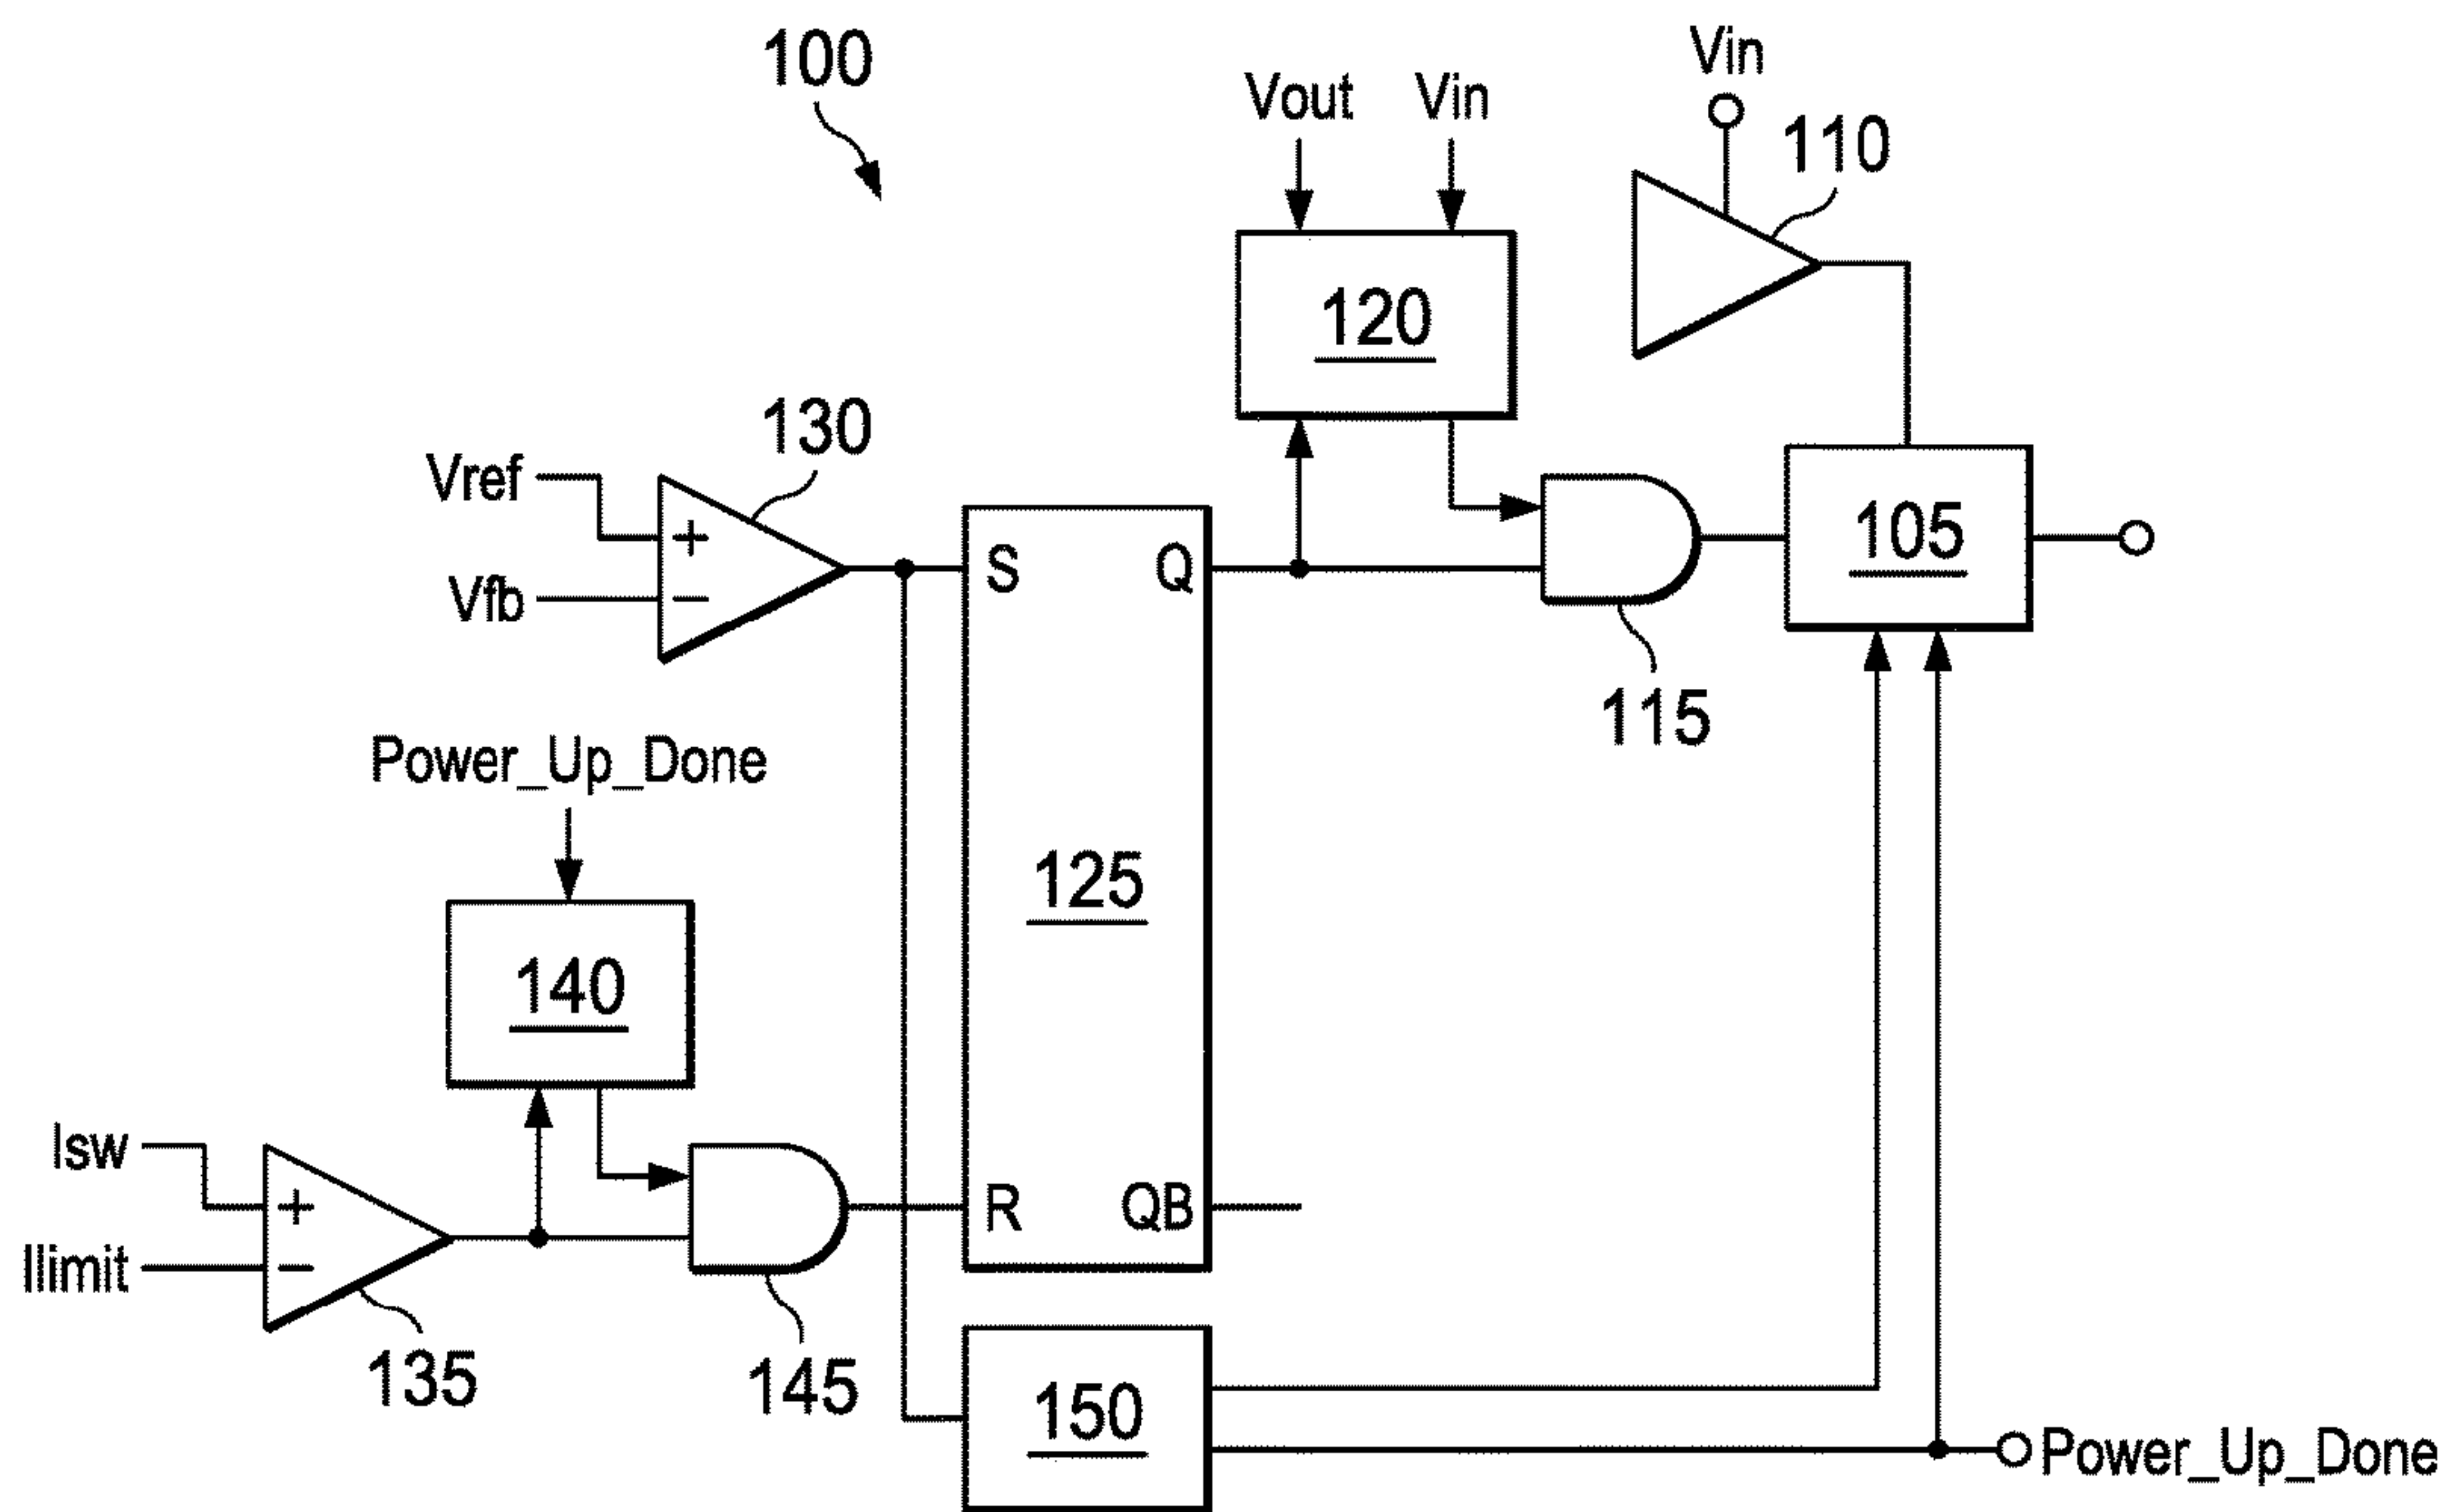 100
Vout
Vin
Vin
110
120
130
Vref
+
Vfb
−
S
Q
105
115
Power_Up_Done
125
140
Isw
+
Ilimit
−
R
QB
135
145
150
Power_Up_Done